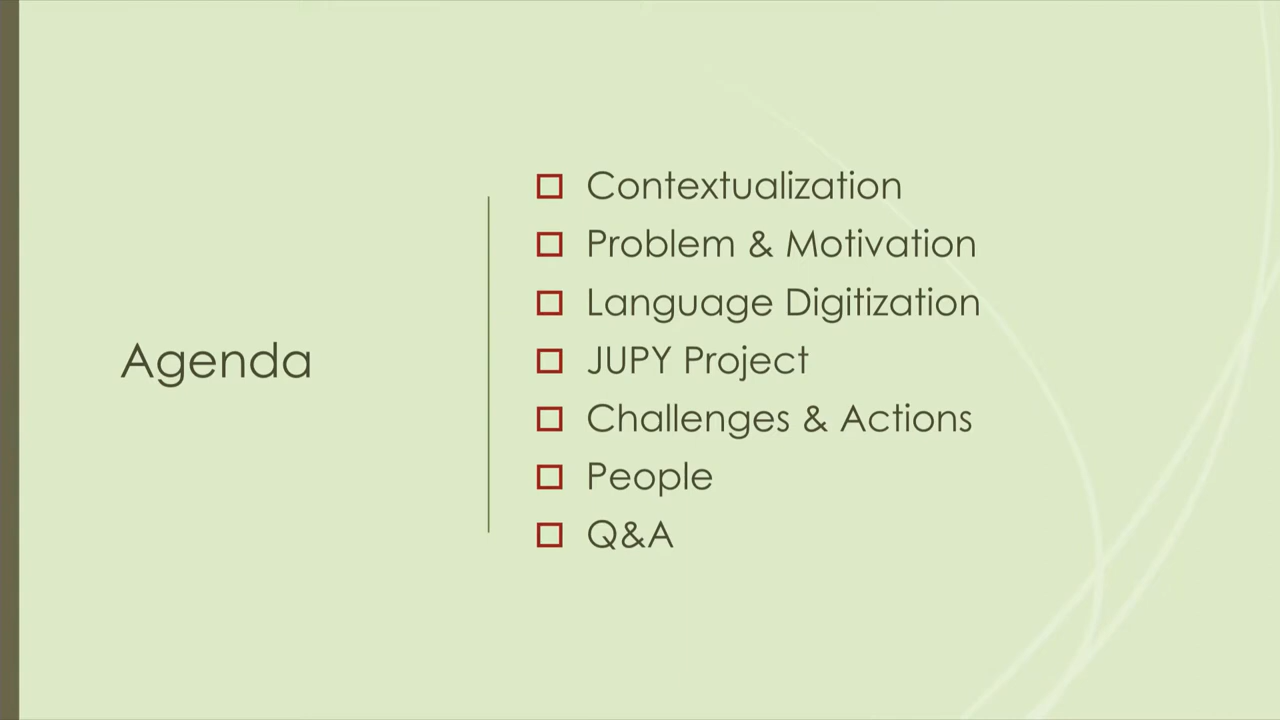 Agenda
Contextualization
Problem & Motivation
Language Digitization
JUPY Project
Challenges & Actions
People
Q&A